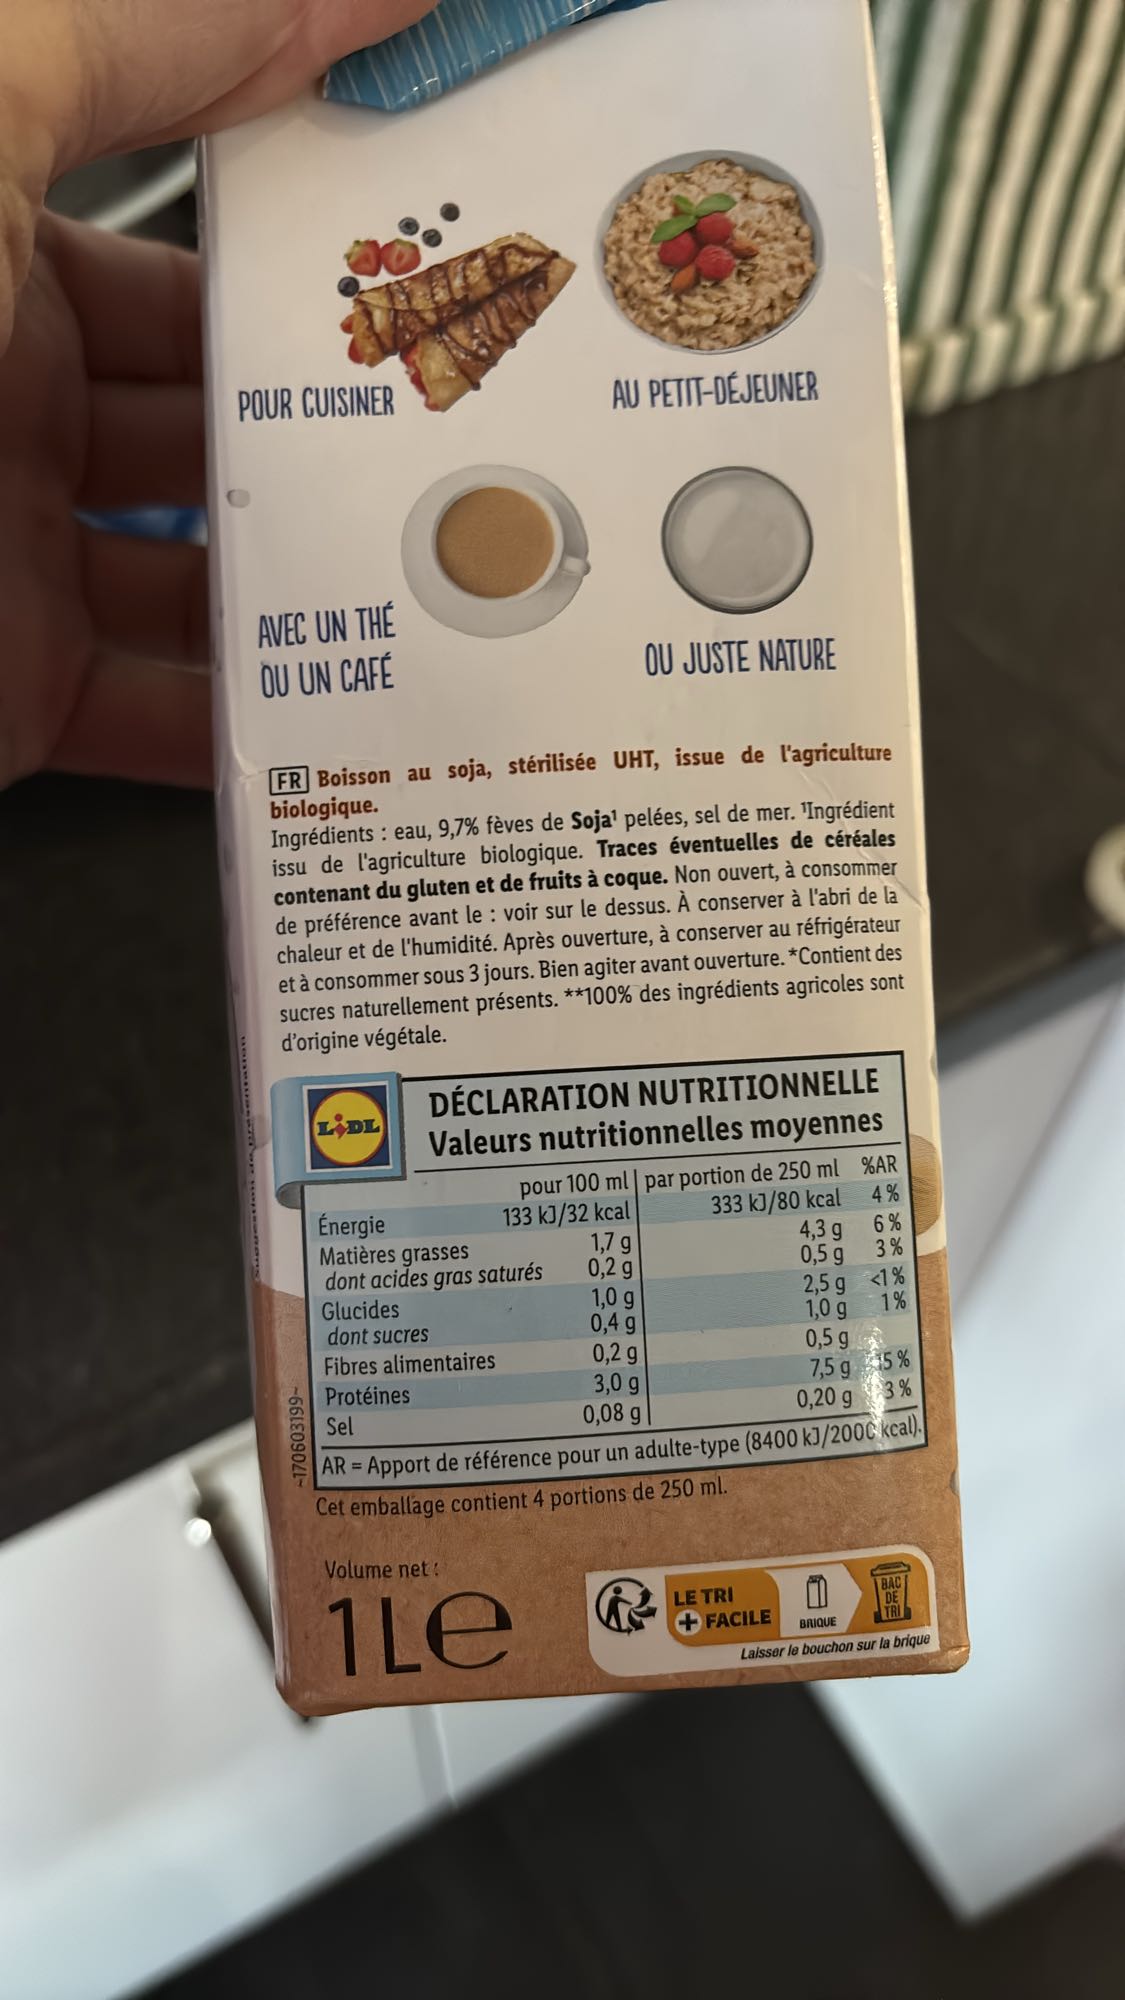 POUR CUISINER
AU PETIT-DÉJEUNER
AVEC UN THÉ
OU UN CAFÉ
OU JUSTE NATURE
FR Boisson au soja, stérilisée UHT, issue de l'agriculture
biologique.
Ingrédients : eau, 9,7% fèves de Soja¹ pelées, sel de mer. ¹Ingrédient
issu de l'agriculture biologique. Traces éventuelles de céréales
contenant du gluten et de fruits à coque. Non ouvert, à consommer
de préférence avant le : voir sur le dessus. À conserver à l'abri de la
chaleur et de l'humidité. Après ouverture, à conserver au réfrigérateur
et à consommer sous 3 jours. Bien agiter avant ouverture. *Contient des
sucres naturellement présents. **100% des ingrédients agricoles sont
d'origine végétale.
Suggestion de présentation
LIDL
DÉCLARATION NUTRITIONNELLE
Valeurs nutritionnelles moyennes
pour 100 ml par portion de 250 ml %AR
Énergie 133 kJ/32 kcal 333 kJ/80 kcal 4 %
Matières grasses 1,7 g 4,3 g 6 %
dont acides gras saturés 0,2 g 0,5 g 3 %
Glucides 1,0 g 2,5 g <1 %
dont sucres 0,4 g 1,0 g 1 %
Fibres alimentaires 0,2 g 0,5 g
Protéines 3,0 g 7,5 g 15 %
Sel 0,08 g 0,20 g 3 %
AR = Apport de référence pour un adulte-type (8400 kJ/2000 kcal).
~170603199~
Cet emballage contient 4 portions de 250 ml.
Volume net :
1L℮
LE TRI
+ FACILE
BRIQUE
BAC
DE
TRI
Laisser le bouchon sur la brique